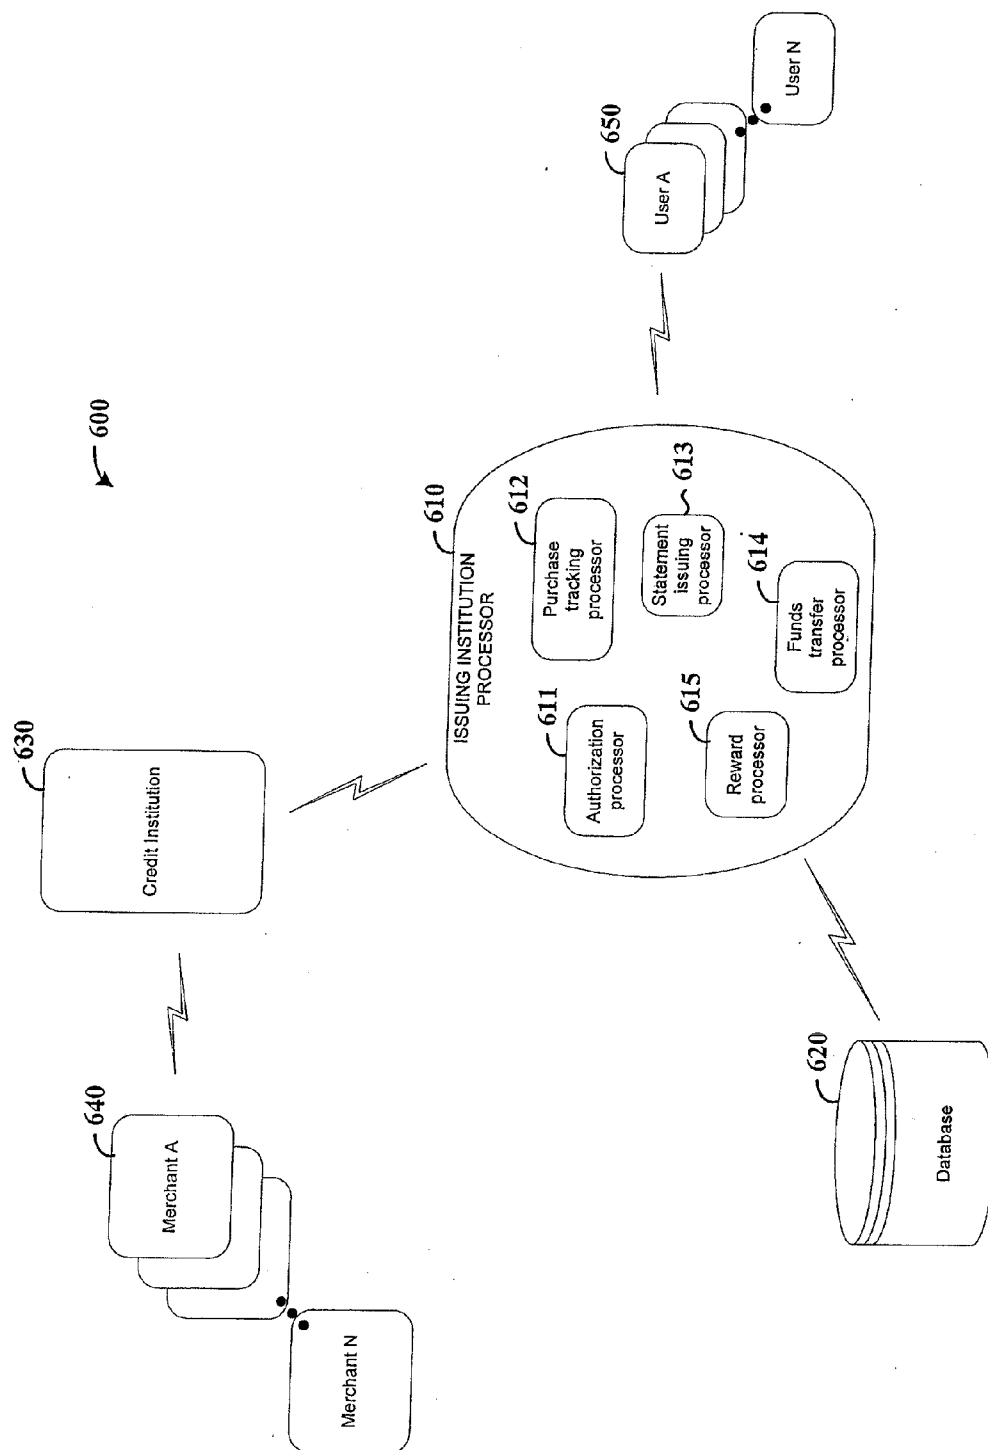 600
630
Credit Institution
640
Merchant A
Merchant N
610
ISSUING INSTITUTION
PROCESSOR
611
Authorization
processor
612
Purchase
tracking
processor
613
Statement
issuing
processor
614
Funds
transfer
processor
615
Reward
processor
620
Database
650
User A
User N